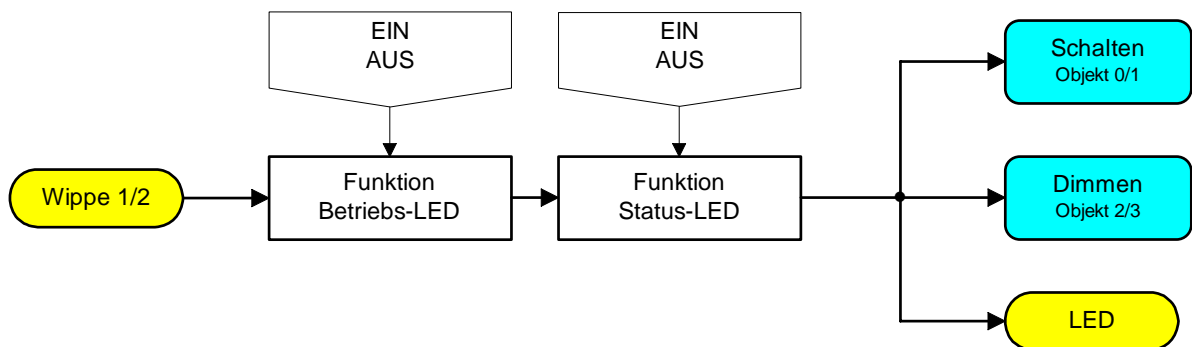 EIN
AUS
EIN
AUS
Schalten
Objekt 0/1
Wippe 1/2
Funktion
Betriebs-LED
Funktion
Status-LED
Dimmen
Objekt 2/3
LED